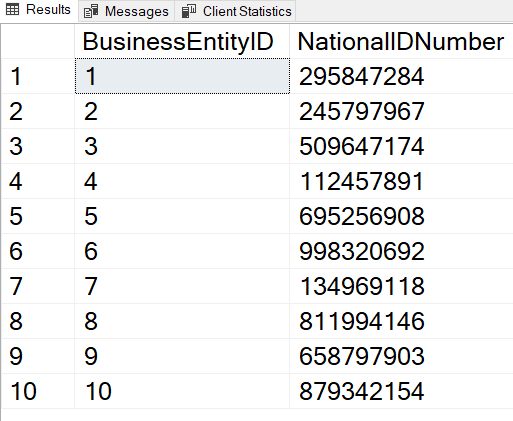 Results Messages Client Statistics
BusinessEntityID NationalIDNumber
1 1 295847284
2 2 245797967
3 3 509647174
4 4 112457891
5 5 695256908
6 6 998320692
7 7 134969118
8 8 811994146
9 9 658797903
10 10 879342154